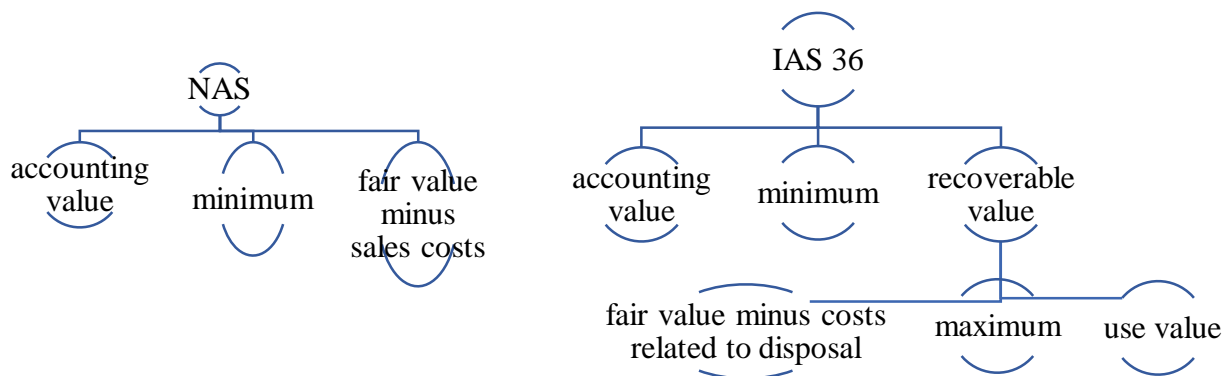 NAS
accounting
value
minimum
fair value
minus
sales costs
IAS 36
accounting
value
minimum
recoverable
value
fair value minus costs
related to disposal
maximum
use value